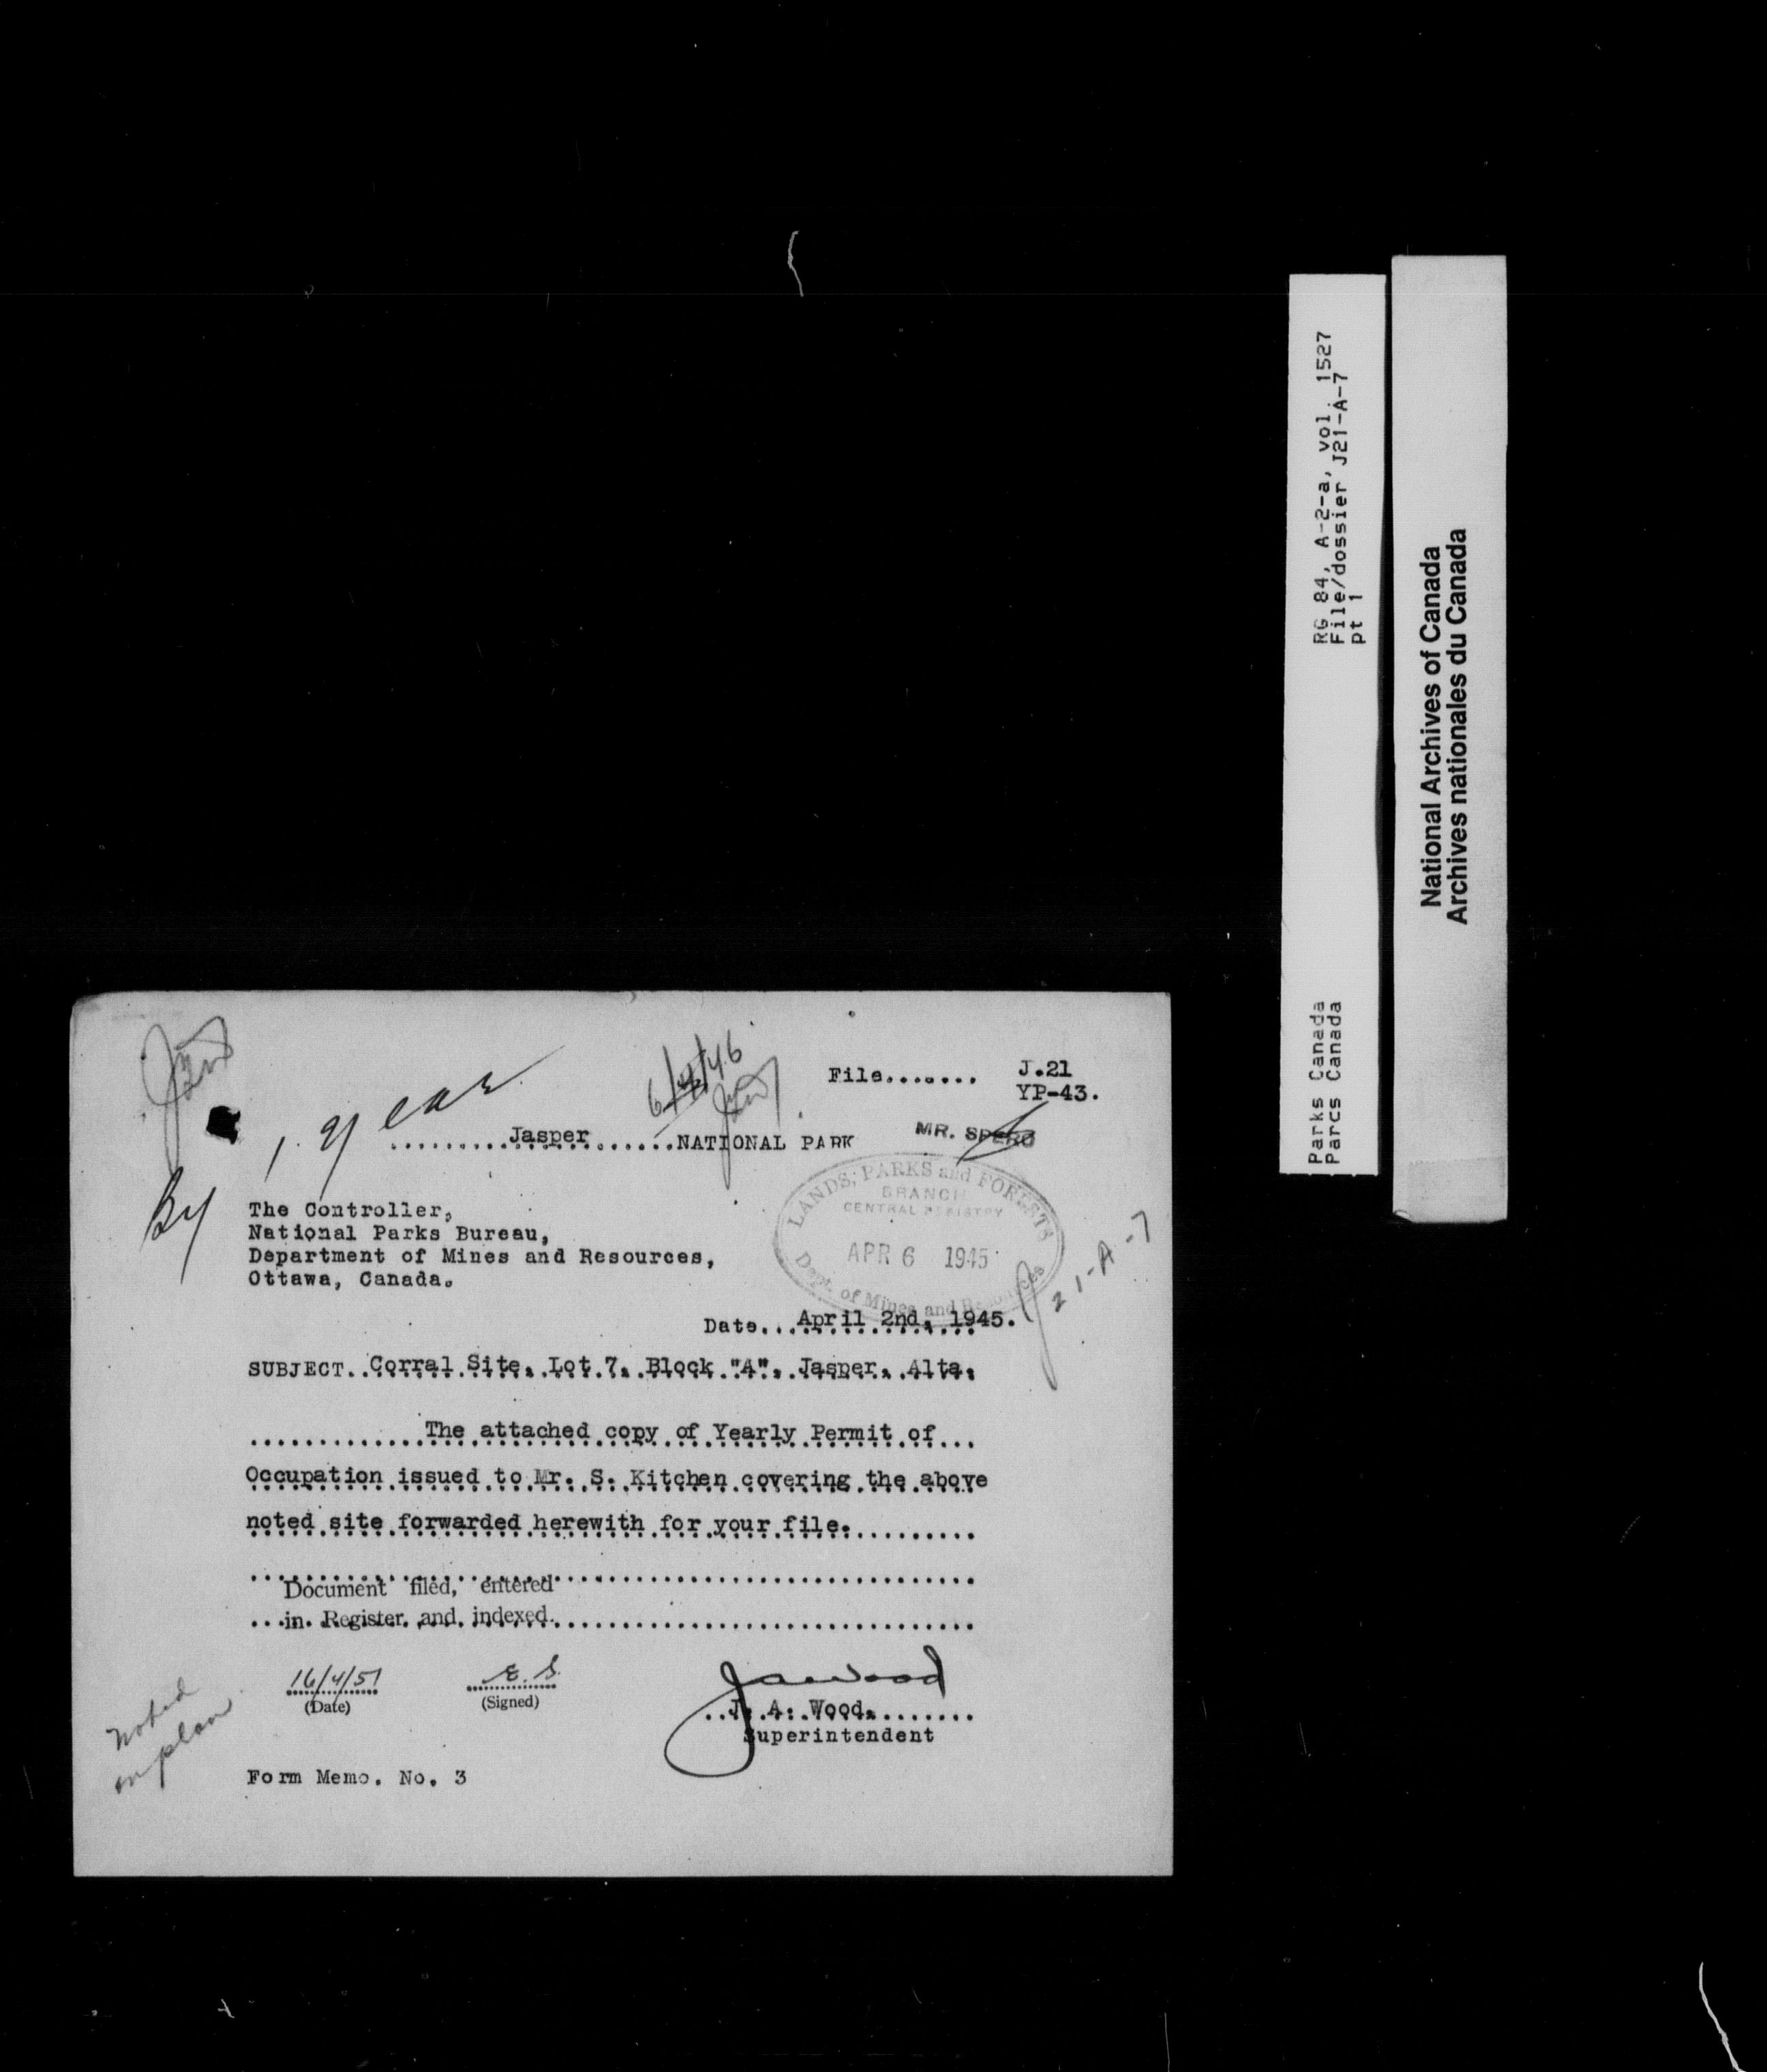 File....... J.21
YP-43.
1 year
6/4/46
.........Jasper.........NATIONAL PARK
MR. SPERO
By
The Controller,
National Parks Bureau,
Department of Mines and Resources,
Ottawa, Canada.
LANDS, PARKS and FORESTS
BRANCH
CENTRAL REGISTRY
APR 6 1945
Dept. of Mines and Resources
J21-A-7
Date...April 2nd, 1945.
SUBJECT..Corral Site, Lot 7, Block "A", Jasper, Alta.
The attached copy of Yearly Permit of
Occupation issued to Mr. S. Kitchen covering the above
noted site forwarded herewith for your file.
Document filed, entered
in Register and indexed.
16/4/51
(Date)
E. S.
(Signed)
JAWood
J. A. Wood.
Superintendent
Noted
on plan
Form Memo. No. 3
RG 84, A-2-a, vol. 1527
File/dossier J21-A-7
pt 1
Parks Canada
Parcs Canada
National Archives of Canada
Archives nationales du Canada